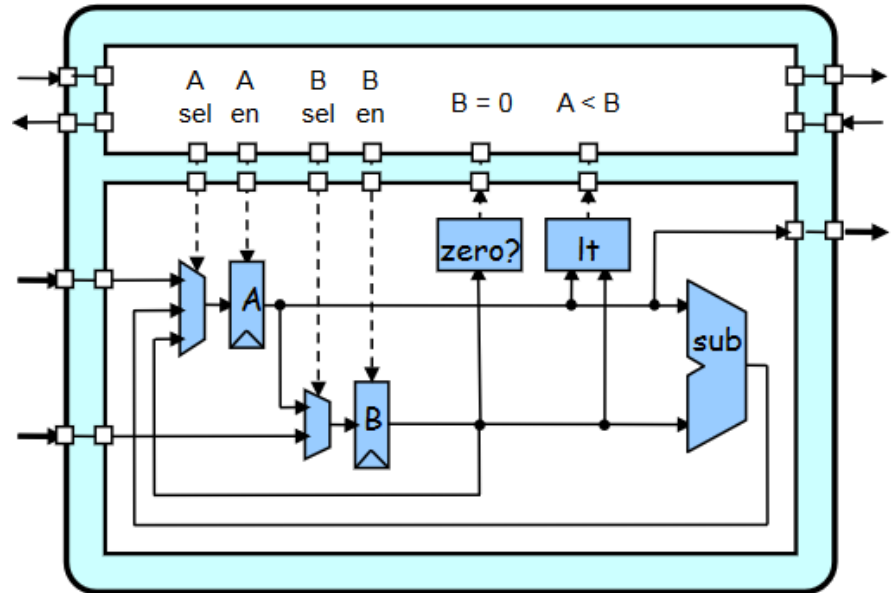 A sel
A en
B sel
B en
B = 0
A < B
zero?
lt
A
sub
B